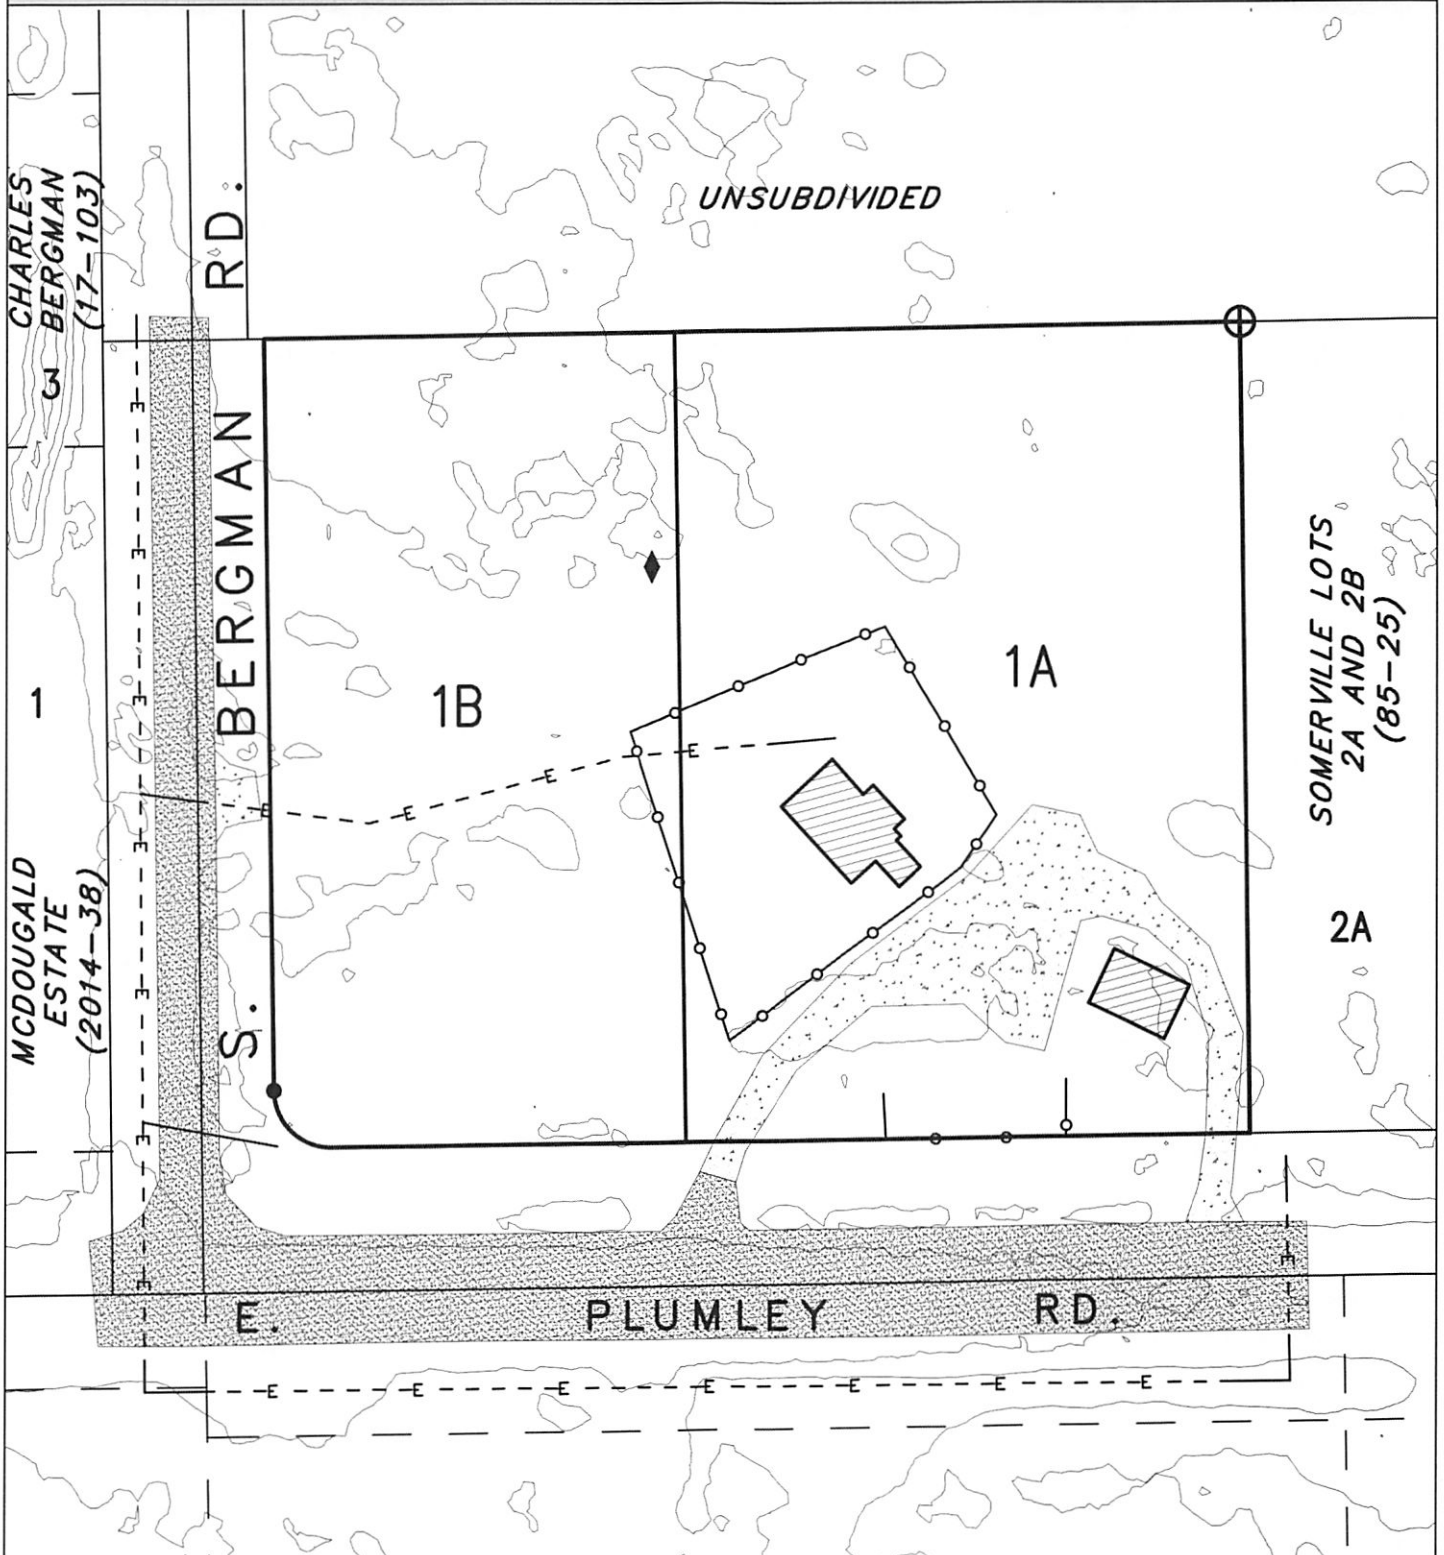 UNSUBDIVIDED
CHARLES
BERGMAN
(17-103)
3
S. BERGMAN RD.
1B
1A
SOMERVILLE LOTS
2A AND 2B
(85-25)
2A
1
MCDOUGALD
ESTATE
(2014-38)
E
E
E
E
E
E
E
E
E
E
E
E
E. PLUMLEY RD.
E
E
E
E
E
E
E
E